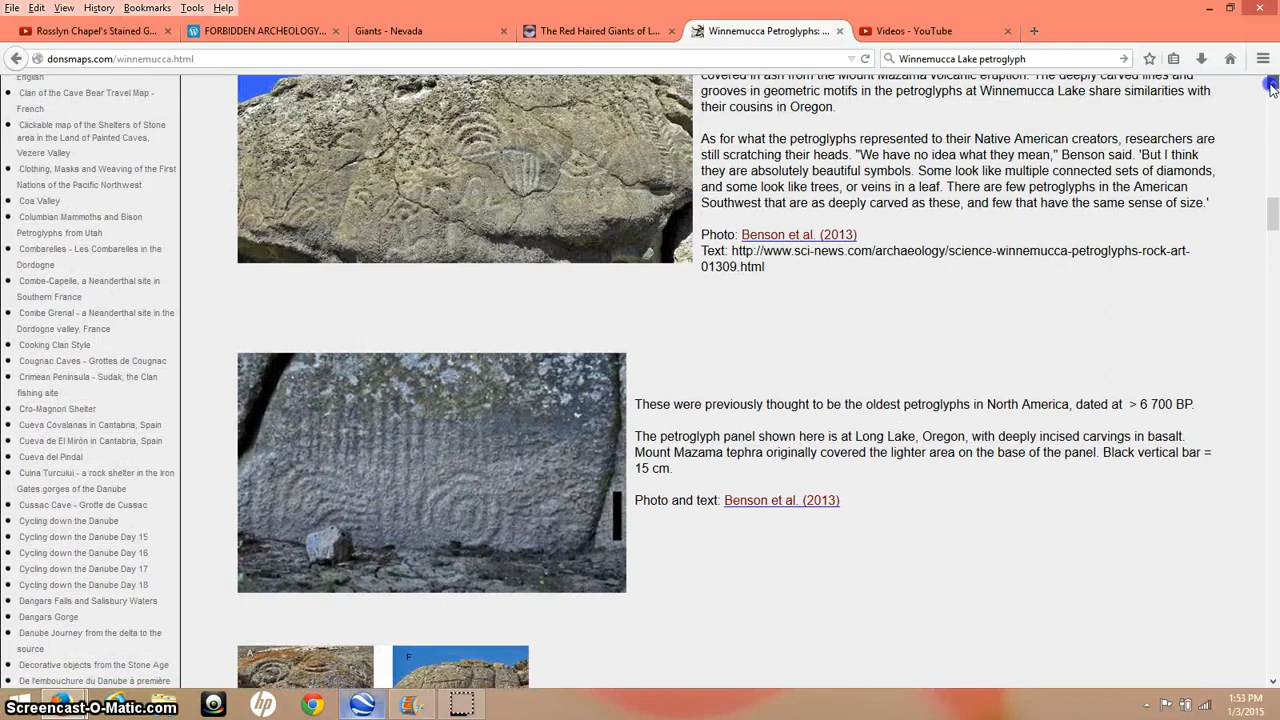 File Edit View History Bookmarks Tools Help
Rosslyn Chapel's Stained G... FORBIDDEN ARCHEOLOGY... Giants - Nevada The Red Haired Giants of L... Winnemucca Petroglyphs: ... Videos - YouTube
donsmaps.com/winnemucca.html Winnemucca Lake petroglyph
English
Clan of the Cave Bear Travel Map -
French
Clickable map of the Shelters of Stone
area in the Land of Painted Caves,
Vezere Valley
Clothing, Masks and Weaving of the First
Nations of the Pacific Northwest
Coa Valley
Columbian Mammoths and Bison
Petroglyphs from Utah
Combarelles - Les Combarelles in the
Dordogne
Combe-Capelle, a Neanderthal site in
Southern France
Combe Grenal - a Neanderthal site in the
Dordogne valley, France
Cooking Clan Style
Cougnac Caves - Grottes de Cougnac
Crimean Peninsula - Sudak, the Clan
fishing site
Cro-Magnon Shelter
Cueva Covalanas in Cantabria, Spain
Cueva de El Mirón in Cantabria, Spain
Cueva del Pindal
Cuina Turcului - a rock shelter in the Iron
Gates gorges of the Danube
Cussac Cave - Grotte de Cussac
Cycling down the Danube
Cycling down the Danube Day 15
Cycling down the Danube Day 16
Cycling down the Danube Day 17
Cycling down the Danube Day 18
Dangars Falls and Salisbury Waters
Dangars Gorge
Danube Journey from the delta to the
source
Decorative objects from the Stone Age
De l'embouchure du Danube à première
covered in ash from the Mount Mazama volcanic eruption. The deeply carved lines and
grooves in geometric motifs in the petroglyphs at Winnemucca Lake share similarities with
their cousins in Oregon.
As for what the petroglyphs represented to their Native American creators, researchers are
still scratching their heads. "We have no idea what they mean," Benson said. 'But I think
they are absolutely beautiful symbols. Some look like multiple connected sets of diamonds,
and some look like trees, or veins in a leaf. There are few petroglyphs in the American
Southwest that are as deeply carved as these, and few that have the same sense of size.'
Photo: Benson et al. (2013)
Text: http://www.sci-news.com/archaeology/science-winnemucca-petroglyphs-rock-art-
01309.html
These were previously thought to be the oldest petroglyphs in North America, dated at > 6 700 BP.
The petroglyph panel shown here is at Long Lake, Oregon, with deeply incised carvings in basalt.
Mount Mazama tephra originally covered the lighter area on the base of the panel. Black vertical bar =
15 cm.
Photo and text: Benson et al. (2013)
A F
hp
1:53 PM
1/3/2015
Screencast-O-Matic.com